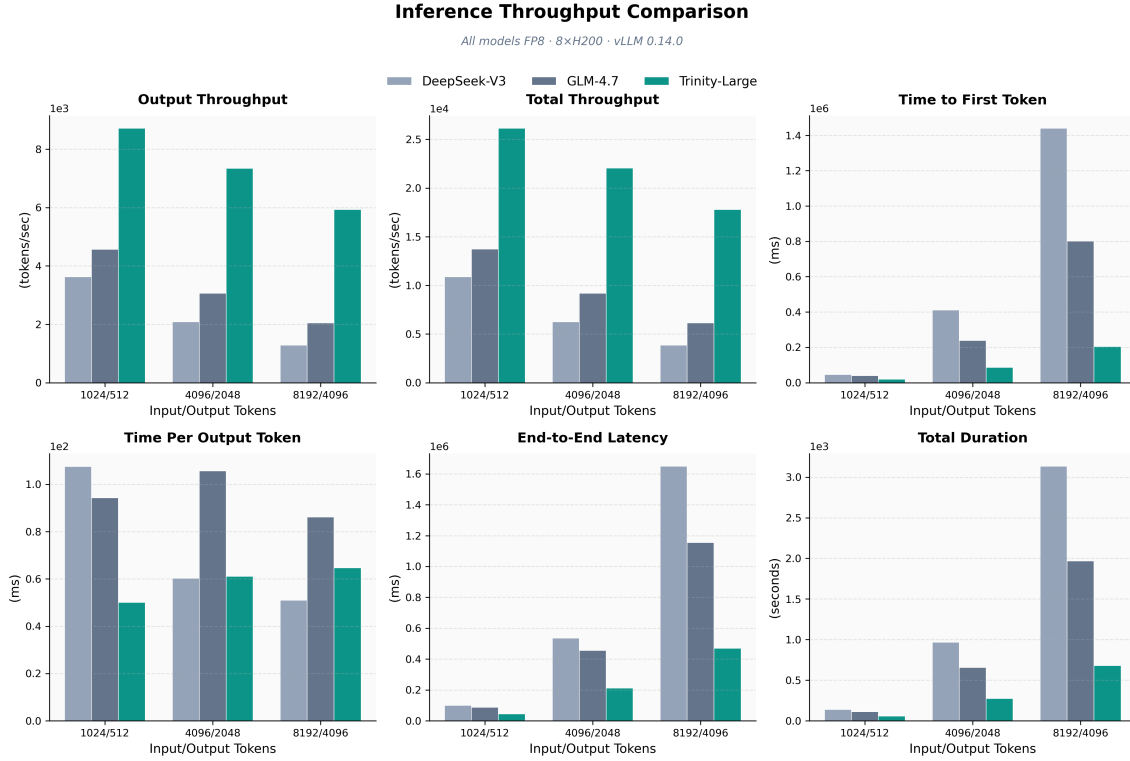 Inference Throughput Comparison
All models FP8 · 8×H200 · vLLM 0.14.0
DeepSeek-V3 GLM-4.7 Trinity-Large
Output Throughput
1e3
(tokens/sec)
8
6
4
2
0
1024/512 4096/2048 8192/4096
Input/Output Tokens
Total Throughput
1e4
(tokens/sec)
2.5
2.0
1.5
1.0
0.5
0.0
1024/512 4096/2048 8192/4096
Input/Output Tokens
Time to First Token
1e6
(ms)
1.4
1.2
1.0
0.8
0.6
0.4
0.2
0.0
1024/512 4096/2048 8192/4096
Input/Output Tokens
Time Per Output Token
1e2
(ms)
1.0
0.8
0.6
0.4
0.2
0.0
1024/512 4096/2048 8192/4096
Input/Output Tokens
End-to-End Latency
1e6
(ms)
1.6
1.4
1.2
1.0
0.8
0.6
0.4
0.2
0.0
1024/512 4096/2048 8192/4096
Input/Output Tokens
Total Duration
1e3
(seconds)
3.0
2.5
2.0
1.5
1.0
0.5
0.0
1024/512 4096/2048 8192/4096
Input/Output Tokens